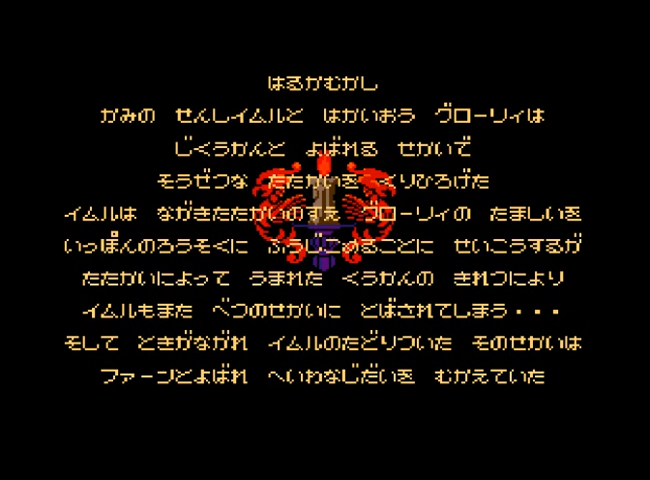 はるかむかし
かみの　せんしイムルと　はかいおう　グローリィは
じくうかんと　よばれる　せかいで
そうぜつな　たたかいを　くりひろげた
イムルは　ながきたたかいのすえ　グローリィの　たましいを
いっぽんのろうそくに　ふうじこめることに　せいこうするが
たたかいによって　うまれた　くうかんの　きれつにより
イムルもまた　べつのせかいに　とばされてしまう・・・
そして　ときがながれ　イムルのたどりついた　そのせかいは
ファーンとよばれ　へいわなじだいを　むかえていた